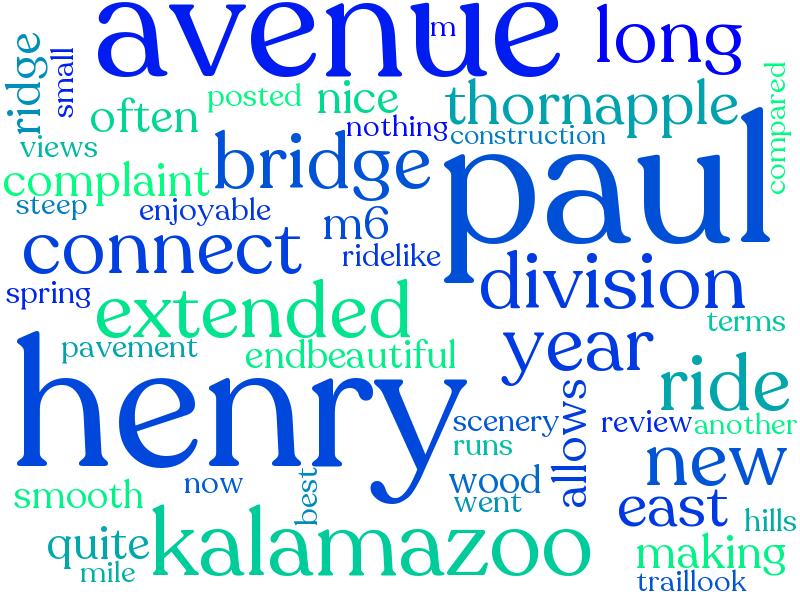 avenue
m
long
ridge
small
often
posted
nice
thornapple
compared
views
nothing
construction
complaint
bridge
paul
steep
enjoyable
m6
connect
ridelike
division
spring
extended
terms
pavement
endbeautiful
year
henry
ride
allows
scenery
review
another
runs
new
now
best
wood
smooth
went
east
hills
quite
kalamazoo
making
mile
traillook